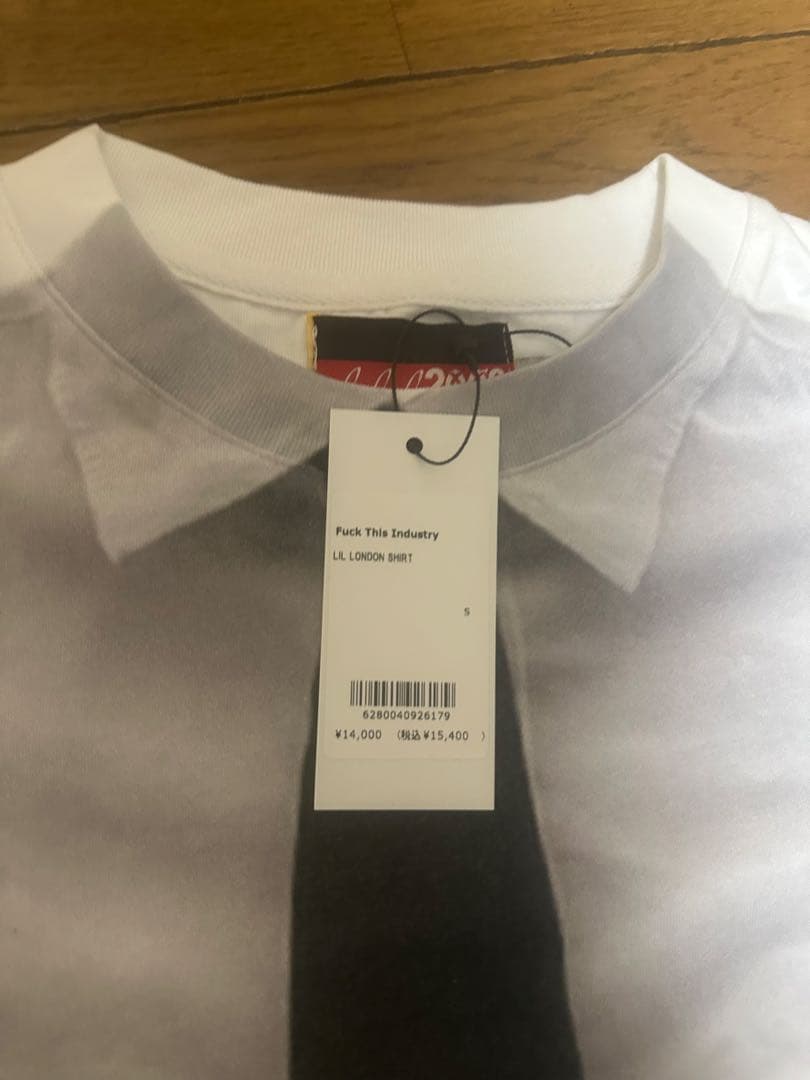 Fuck This Industry
LIL LONDON SHIRT
S
6280040926179
¥14,000 (税込 ¥15,400 )